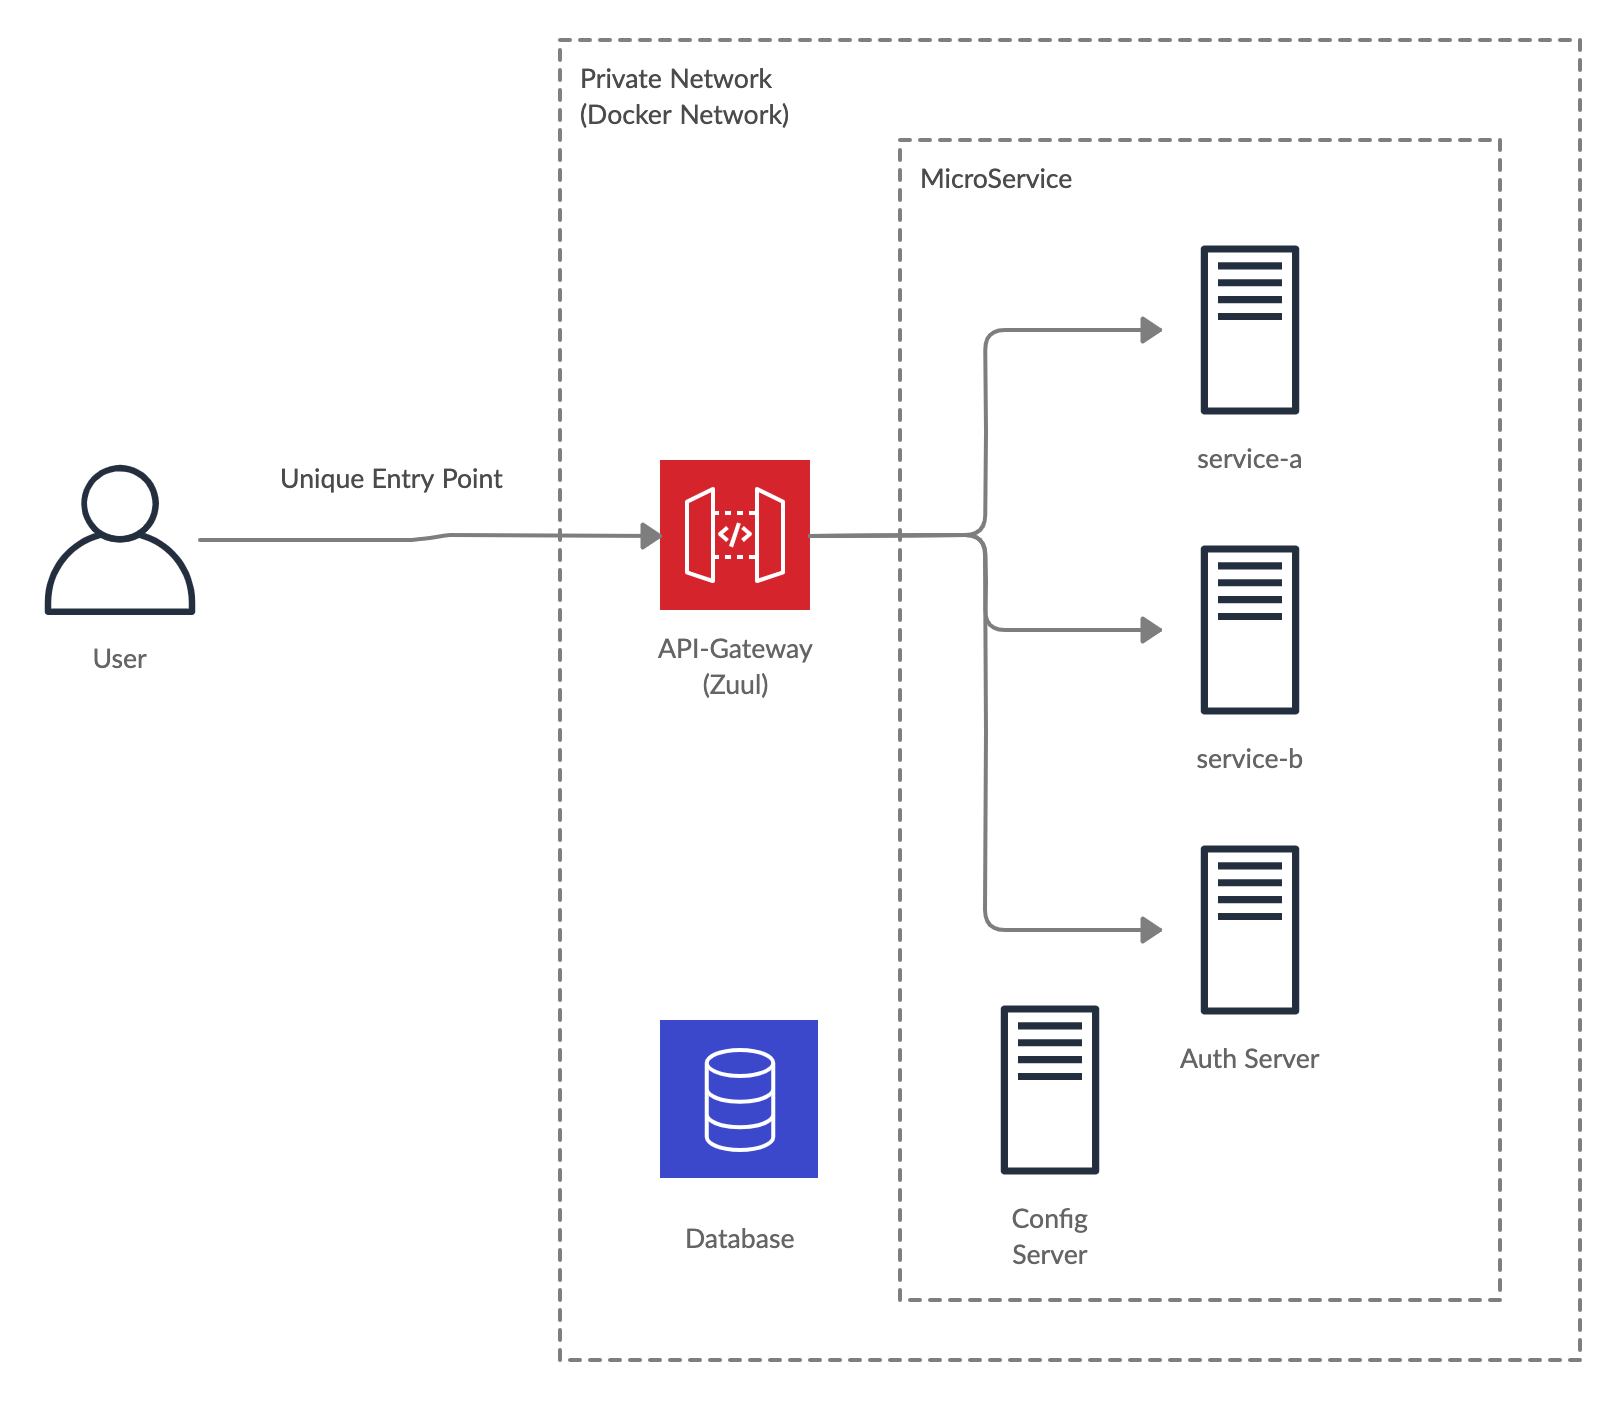 Private Network
(Docker Network)
MicroService
service-a
Unique Entry Point
</>
User
API-Gateway
(Zuul)
service-b
Auth Server
Database
Config
Server